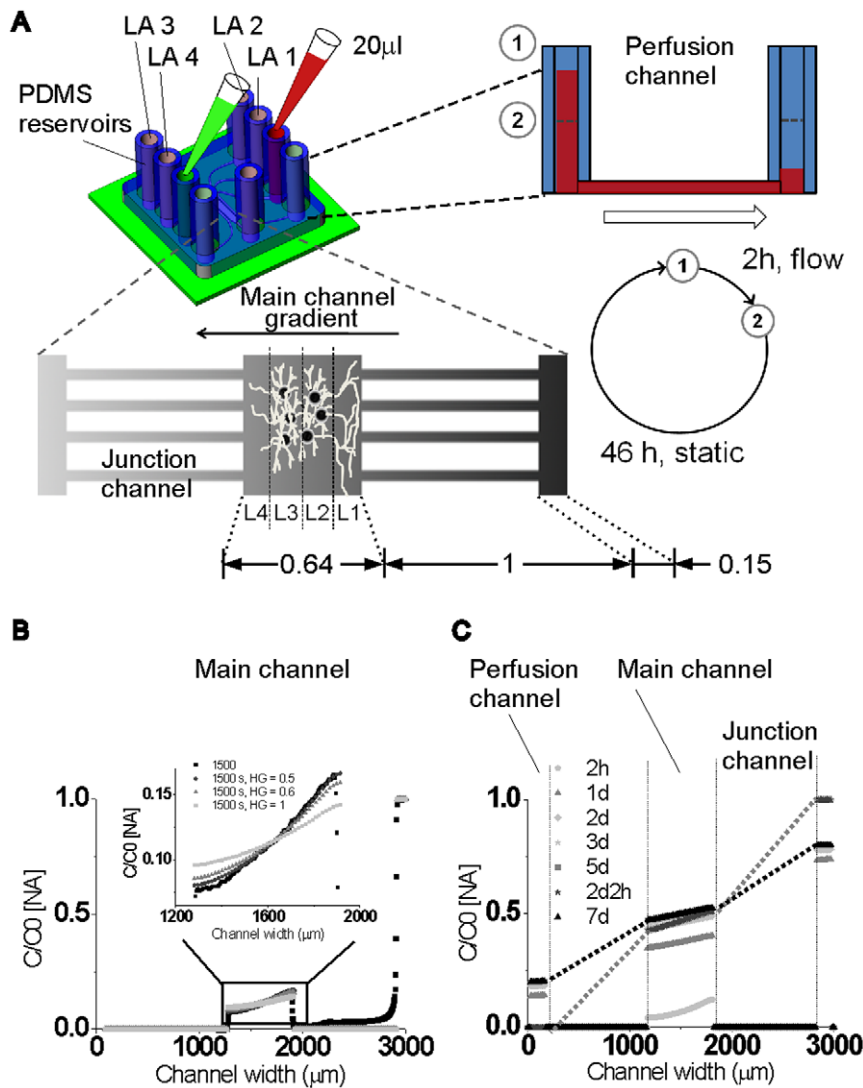 A
LA 3
LA 2
LA 4
LA 1
20µl
PDMS
reservoirs
1
2
Perfusion
channel
2h, flow
1
2
46 h, static
Main channel
gradient
Junction
channel
L4 L3 L2 L1
0.64
1
0.15
B
Main channel
1500
1500 s, HG = 0.5
1500 s, HG = 0.6
1500 s, HG = 1
C/C0 [NA]
0.15
0.10
1200
1600
2000
Channel width (µm)
C/C0 [NA]
1.0
0.5
0.0
0
1000
2000
3000
Channel width (µm)
C
Perfusion
channel
Main channel
Junction
channel
2h
1d
2d
3d
5d
2d2h
7d
C/C0 [NA]
1.0
0.5
0.0
0
1000
2000
3000
Channel width (µm)